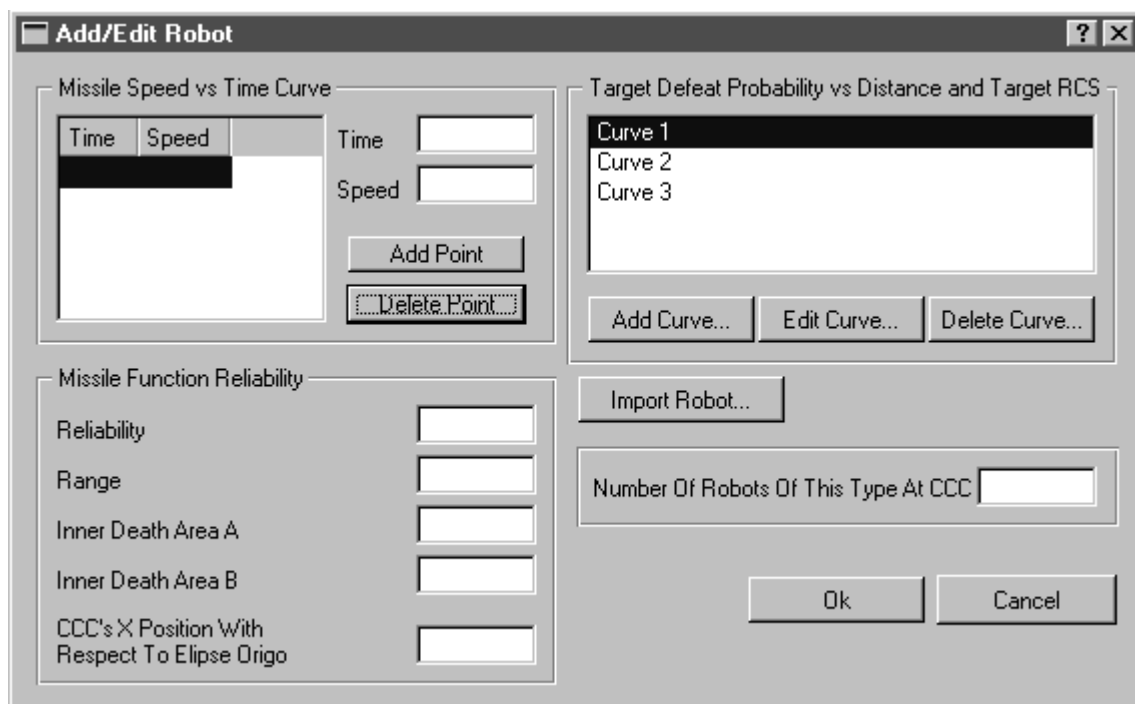 Add/Edit Robot
Missile Speed vs Time Curve
Time Speed
Time
Speed
Add Point
Delete Point
Target Defeat Probability vs Distance and Target RCS
Curve 1
Curve 2
Curve 3
Add Curve... Edit Curve... Delete Curve...
Missile Function Reliability
Reliability
Range
Inner Death Area A
Inner Death Area B
CCC's X Position With
Respect To Elipse Origo
Import Robot...
Number Of Robots Of This Type At CCC
Ok Cancel